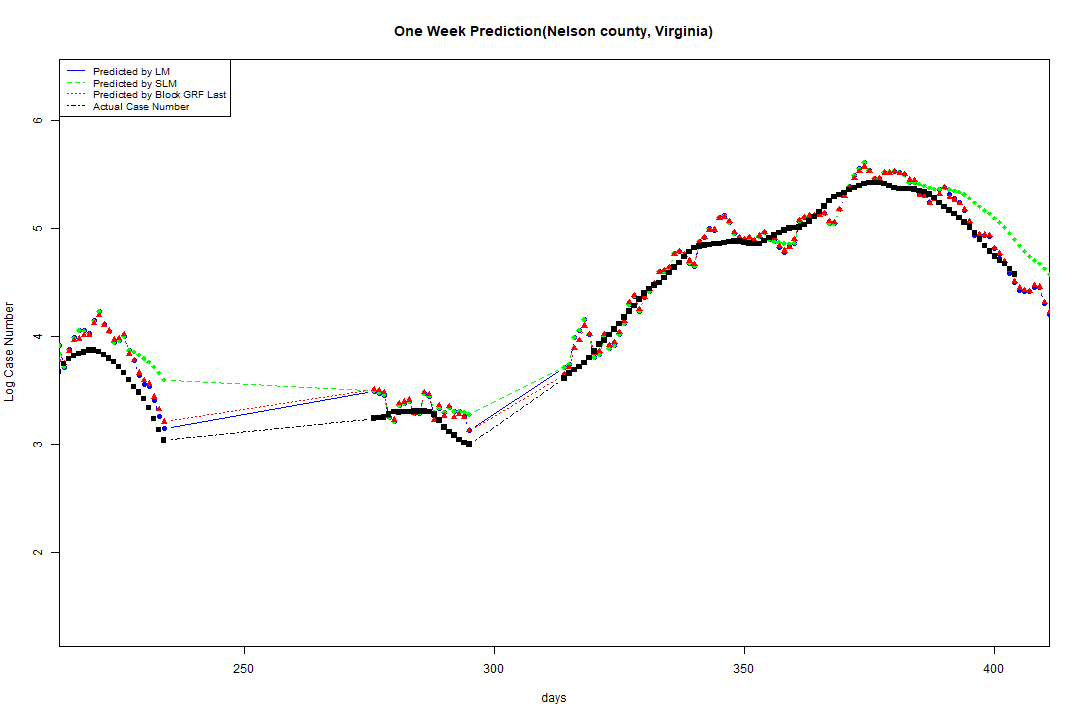 One Week Prediction(Nelson county, Virginia)
Predicted by LM
Predicted by SLM
Predicted by Block GRF Last
Actual Case Number
Log Case Number
6
5
4
3
2
250 300 350 400
days